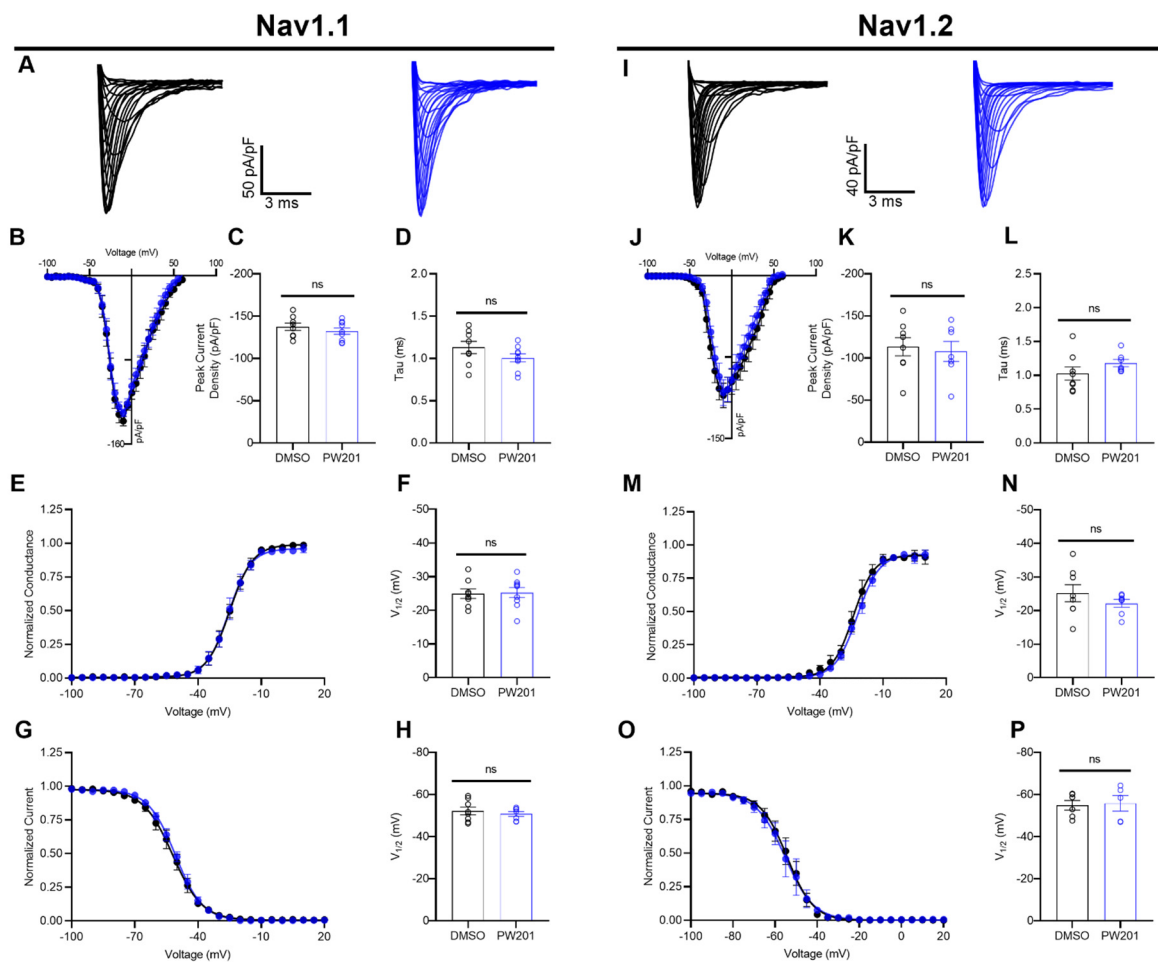 Nav1.1
Nav1.2
A
50 pA/pF
3 ms
I
40 pA/pF
3 ms
B
Voltage (mV)
-100 -50 50 100
-160
pA/pF
C
-200
-150
-100
-50
0
Peak Current
Density (pA/pF)
ns
DMSO PW201
D
2.0
1.5
1.0
0.5
0.0
Tau (ms)
ns
DMSO PW201
J
Voltage (mV)
-100 -50 50 100
-150
pA/pF
K
-200
-150
-100
-50
0
Peak Current
Density (pA/pF)
ns
DMSO PW201
L
2.5
2.0
1.5
1.0
0.5
0.0
Tau (ms)
ns
DMSO PW201
E
1.25
1.00
0.75
0.50
0.25
0.00
Normalized Conductance
-100 -70 -40 -10 20
Voltage (mV)
F
-50
-40
-30
-20
-10
0
V1/2 (mV)
ns
DMSO PW201
M
1.25
1.00
0.75
0.50
0.25
0.00
Normalized Conductance
-100 -70 -40 -10 20
Voltage (mV)
N
-50
-40
-30
-20
-10
0
V1/2 (mV)
ns
DMSO PW201
G
1.25
1.00
0.75
0.50
0.25
0.00
Normalized Current
-100 -70 -40 -10 20
Voltage (mV)
H
-80
-60
-40
-20
0
V1/2 (mV)
ns
DMSO PW201
O
1.25
1.00
0.75
0.50
0.25
0.00
Normalized Current
-100 -80 -60 -40 -20 0 20
Voltage (mV)
P
-80
-60
-40
-20
0
V1/2 (mV)
ns
DMSO PW201